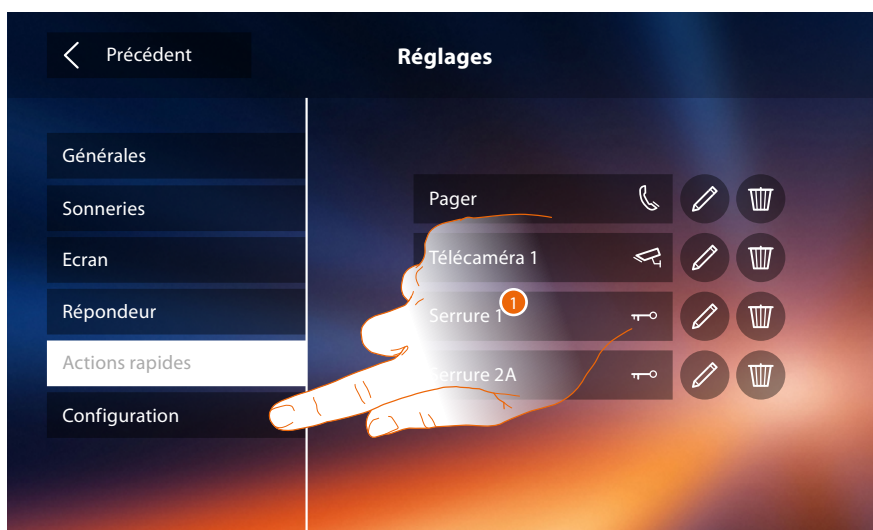 Précédent
Réglages
Générales
Sonneries
Ecran
Répondeur
Actions rapides
Configuration
Pager
Télécaméra 1
Serrure 1
1
Serrure 2A